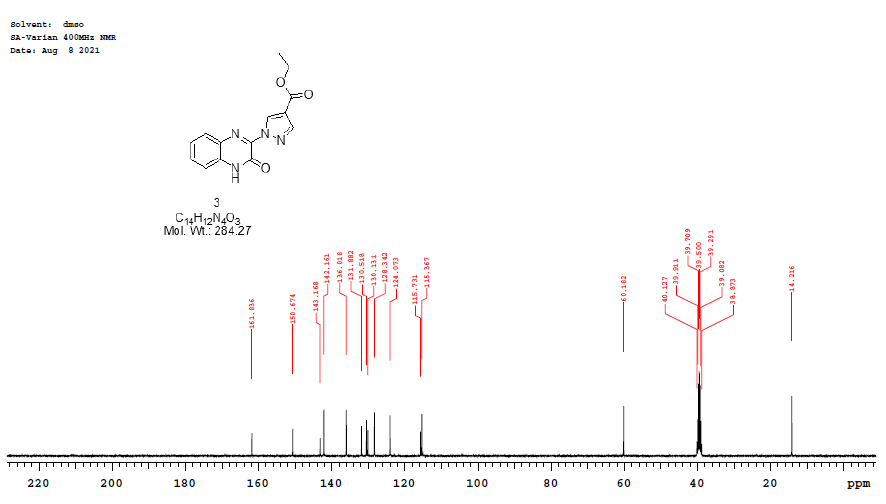 Solvent: dmso
SA-Varian 400MHz NMR
Date: Aug 8 2021
O
O
N
N
N
N
H
O
3
C14H12N4O3
Mol. Wt.: 284.27
161.836
150.674
143.168
142.161
136.018
131.882
130.518
130.131
128.342
124.073
115.731
115.367
60.182
40.127
39.911
39.709
39.500
39.291
39.082
38.873
14.216
220 200 180 160 140 120 100 80 60 40 20 ppm